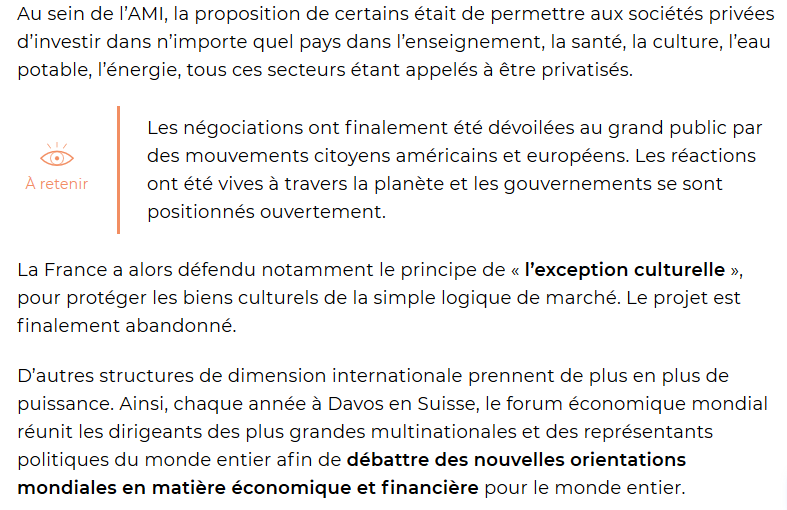 Au sein de l’AMI, la proposition de certains était de permettre aux sociétés privées
d’investir dans n’importe quel pays dans l’enseignement, la santé, la culture, l’eau
potable, l’énergie, tous ces secteurs étant appelés à être privatisés.
À retenir
Les négociations ont finalement été dévoilées au grand public par
des mouvements citoyens américains et européens. Les réactions
ont été vives à travers la planète et les gouvernements se sont
positionnés ouvertement.
La France a alors défendu notamment le principe de « l’exception culturelle »,
pour protéger les biens culturels de la simple logique de marché. Le projet est
finalement abandonné.
D’autres structures de dimension internationale prennent de plus en plus de
puissance. Ainsi, chaque année à Davos en Suisse, le forum économique mondial
réunit les dirigeants des plus grandes multinationales et des représentants
politiques du monde entier afin de débattre des nouvelles orientations
mondiales en matière économique et financière pour le monde entier.